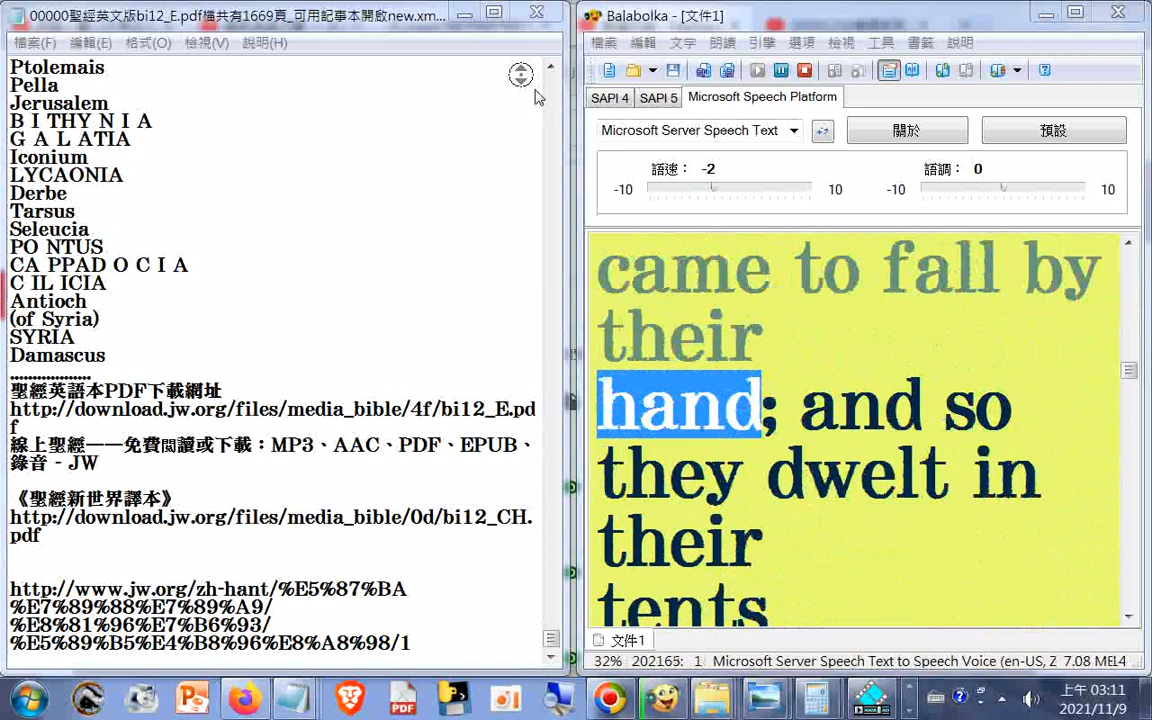 00000聖經英文版bi12_E.pdf檔共有1669頁_可用記事本開啟new.xm...
檔案(F) 編輯(E) 格式(O) 檢視(V) 說明(H)
Ptolemais
Pella
Jerusalem
B I THY N I A
G A L ATIA
Iconium
LYCAONIA
Derbe
Tarsus
Seleucia
PO NTUS
CA PPAD O C I A
C IL ICIA
Antioch
(of Syria)
SYRIA
Damascus
..................
聖經英語本PDF下載網址
http://download.jw.org/files/media_bible/4f/bi12_E.pd
f
線上聖經——免費閱讀或下載：MP3、AAC、PDF、EPUB、
錄音 - JW
《聖經新世界譯本》
http://download.jw.org/files/media_bible/0d/bi12_CH.
pdf
http://www.jw.org/zh-hant/%E5%87%BA
%E7%89%88%E7%89%A9/
%E8%81%96%E7%B6%93/
%E5%89%B5%E4%B8%96%E8%A8%98/1
Balabolka - [文件1]
檔案 編輯 文字 朗讀 引擎 選項 檢視 工具 書籤 說明
SAPI 4 SAPI 5 Microsoft Speech Platform
Microsoft Server Speech Text 關於 預設
語速： -2 語調： 0
-10 10 -10 10
came to fall by
their
hand; and so
they dwelt in
their
tents
文件1
32% 202165: 1 Microsoft Server Speech Text to Speech Voice (en-US, Z 7.08 ME14
PDF
上午 03:11
2021/11/9